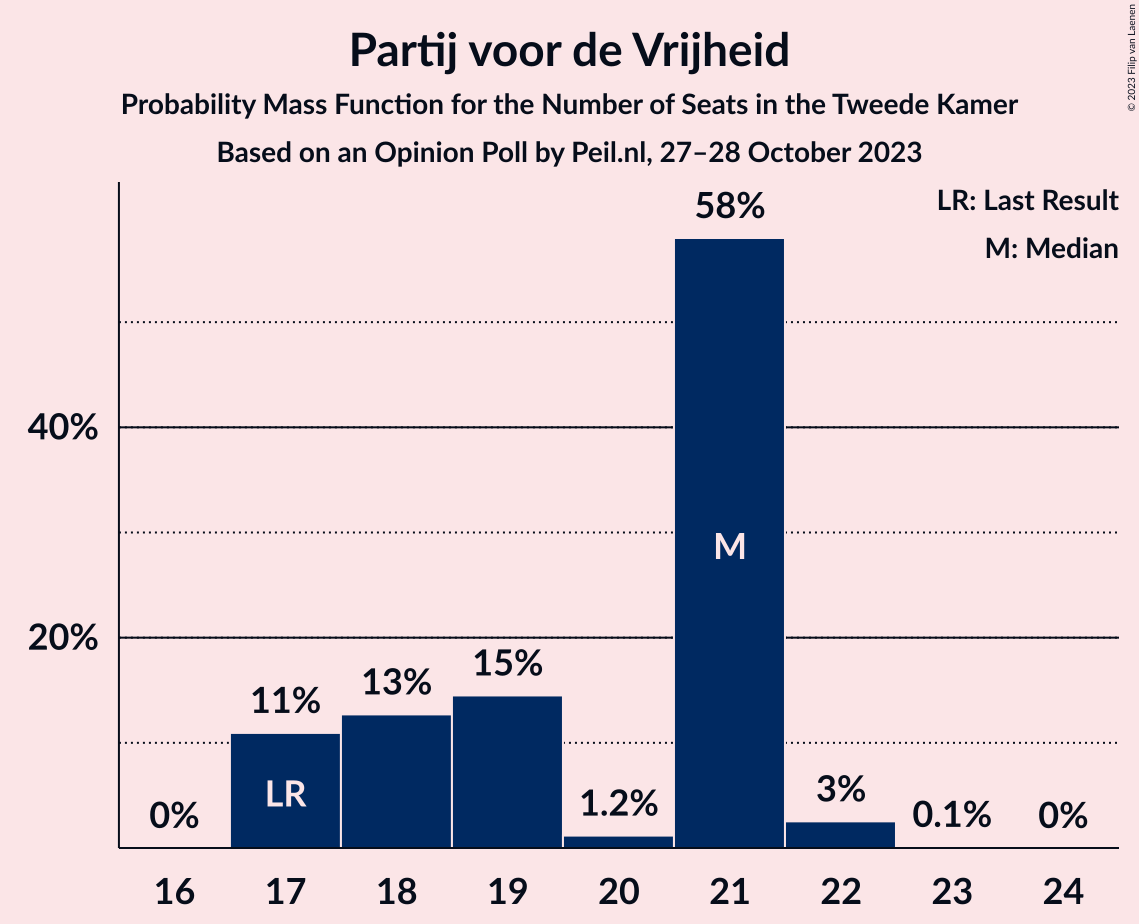 Partij voor de Vrijheid
Probability Mass Function for the Number of Seats in the Tweede Kamer
Based on an Opinion Poll by Peil.nl, 27–28 October 2023
© 2023 Filip van Laenen
LR: Last Result
M: Median
58%
40%
M
20%
15%
13%
11%
LR
0%
1.2%
3%
0.1%
0%
16 17 18 19 20 21 22 23 24